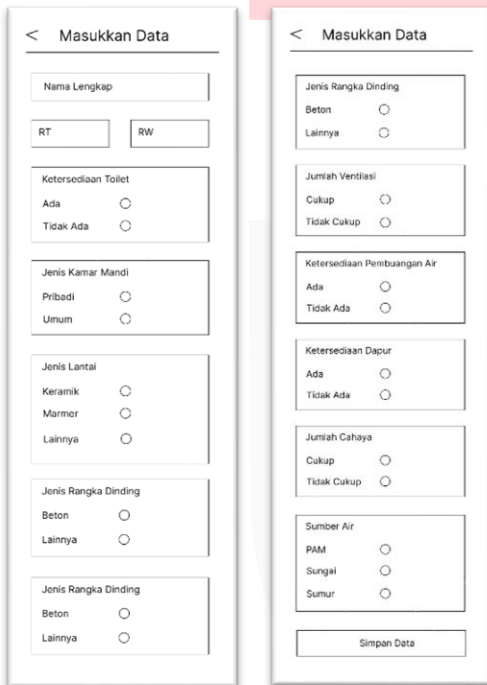 < Masukkan Data
Nama Lengkap
RT
RW
Ketersediaan Toilet
Ada
Tidak Ada
Jenis Kamar Mandi
Pribadi
Umum
Jenis Lantai
Keramik
Marmer
Lainnya
Jenis Rangka Dinding
Beton
Lainnya
Jenis Rangka Dinding
Beton
Lainnya
< Masukkan Data
Jenis Rangka Dinding
Beton
Lainnya
Jumlah Ventilasi
Cukup
Tidak Cukup
Ketersediaan Pembuangan Air
Ada
Tidak Ada
Ketersediaan Dapur
Ada
Tidak Ada
Jumlah Cahaya
Cukup
Tidak Cukup
Sumber Air
PAM
Sungai
Sumur
Simpan Data